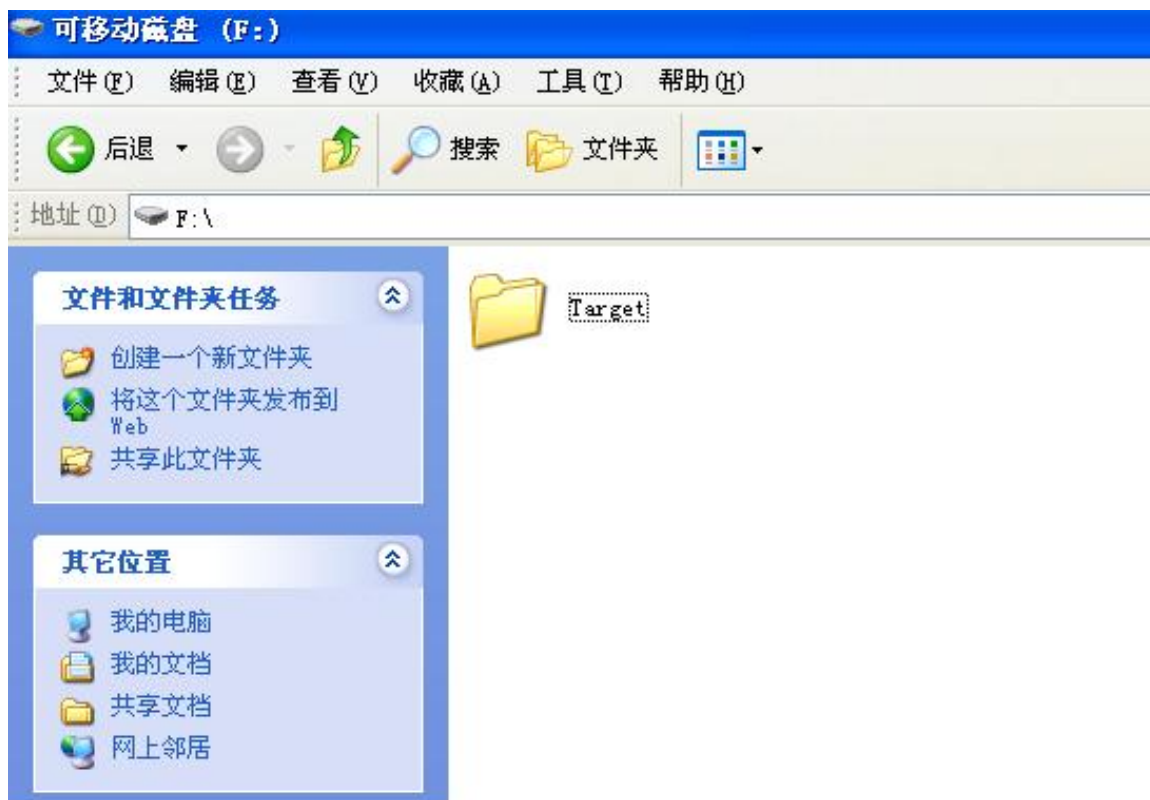 可移动磁盘 (F:)
文件(F) 编辑(E) 查看(V) 收藏(A) 工具(T) 帮助(H)
后退 搜索 文件夹
地址(D) F:\
文件和文件夹任务
创建一个新文件夹
将这个文件夹发布到
Web
共享此文件夹
其它位置
我的电脑
我的文档
共享文档
网上邻居
Target